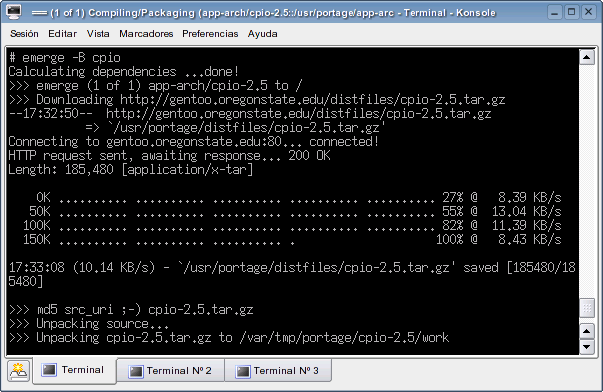 (1 of 1) Compiling/Packaging (app-arch/cpio-2.5::/usr/portage/app-arc - Terminal - Konsole
Sesión Editar Vista Marcadores Preferencias Ayuda
# emerge -B cpio
Calculating dependencies ...done!
>>> emerge (1 of 1) app-arch/cpio-2.5 to /
>>> Downloading http://gentoo.oregonstate.edu/distfiles/cpio-2.5.tar.gz
--17:32:50--  http://gentoo.oregonstate.edu/distfiles/cpio-2.5.tar.gz
           => `/usr/portage/distfiles/cpio-2.5.tar.gz'
Connecting to gentoo.oregonstate.edu:80... connected!
HTTP request sent, awaiting response... 200 OK
Length: 185,480 [application/x-tar]
    0K .......... .......... .......... .......... .......... 27% @   8.39 KB/s
   50K .......... .......... .......... .......... .......... 55% @  13.04 KB/s
  100K .......... .......... .......... .......... .......... 82% @  11.39 KB/s
  150K .......... .......... .......... .                    100% @   8.43 KB/s
17:33:08 (10.14 KB/s) - `/usr/portage/distfiles/cpio-2.5.tar.gz' saved [185480/18
5480]
>>> md5 src_uri ;-) cpio-2.5.tar.gz
>>> Unpacking source...
>>> Unpacking cpio-2.5.tar.gz to /var/tmp/portage/cpio-2.5/work
Terminal Terminal Nº 2 Terminal Nº 3